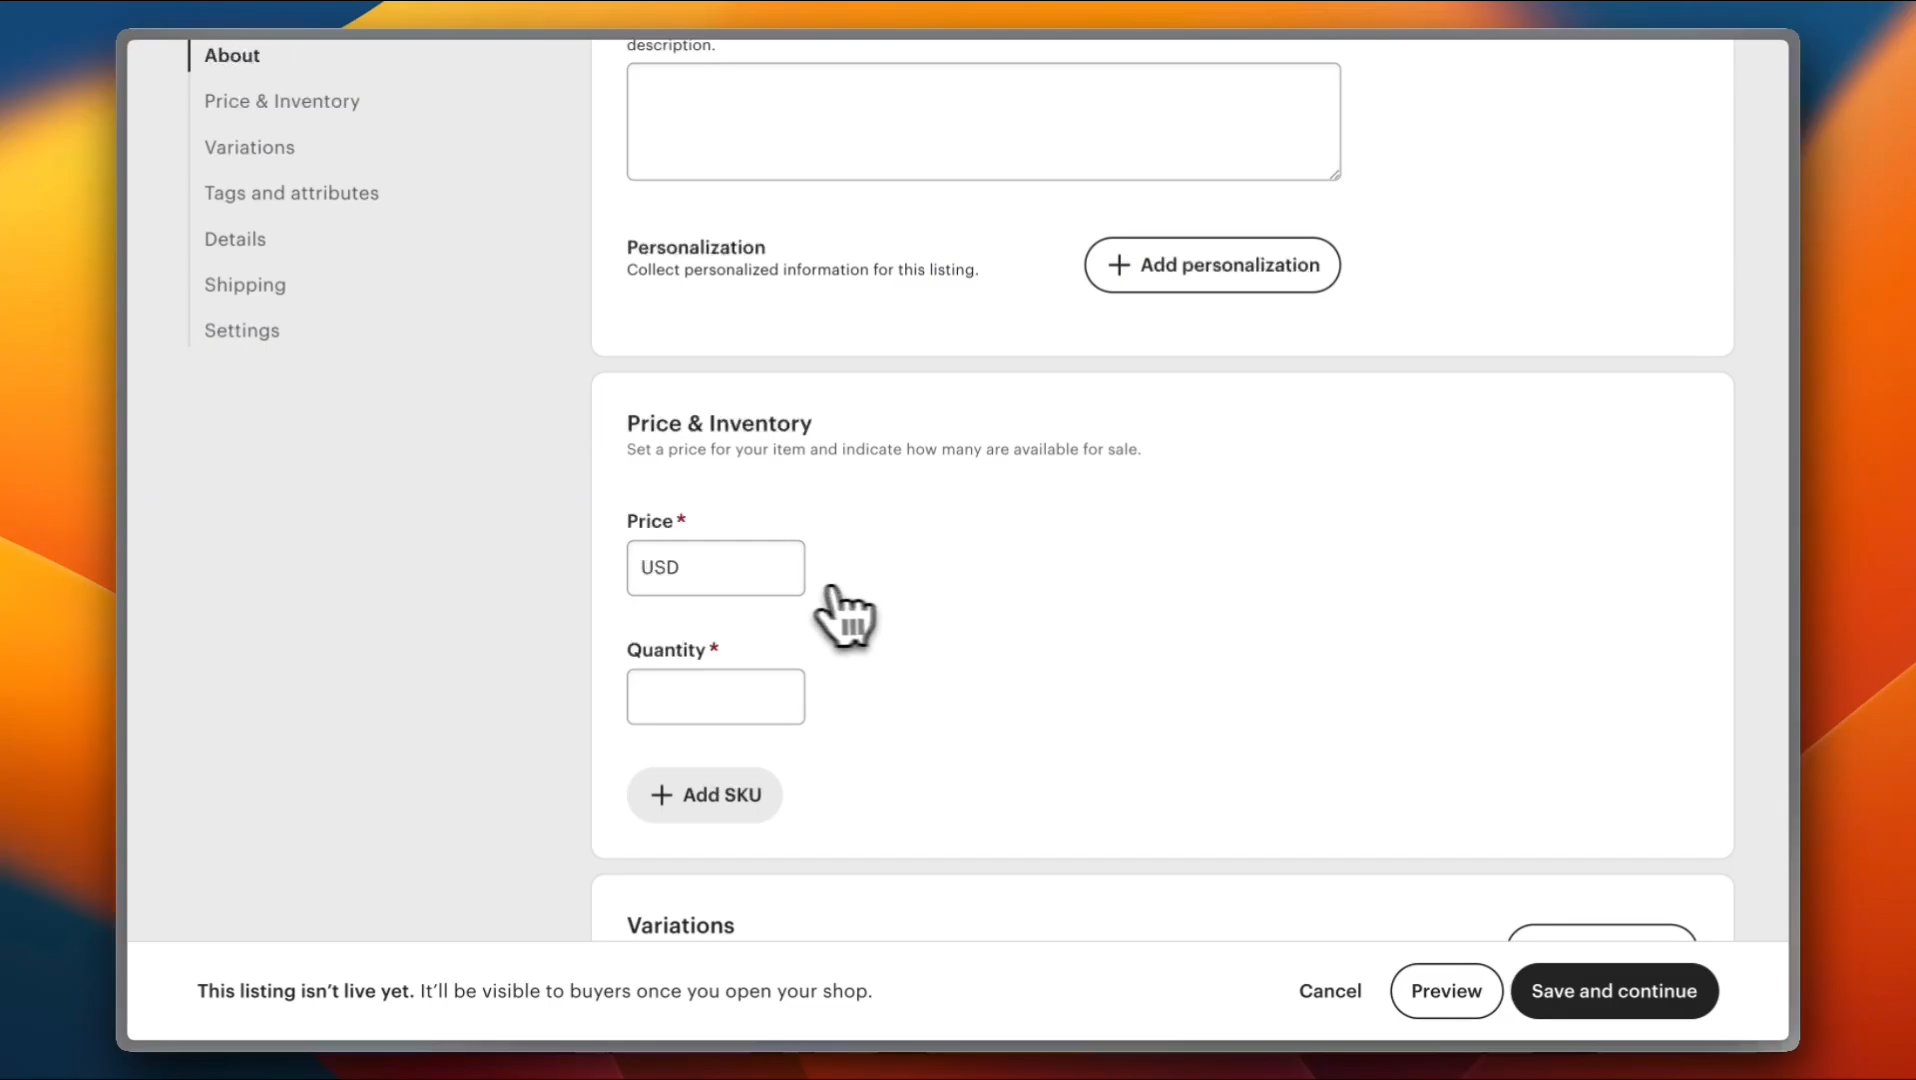 About
Price & Inventory
Variations
Tags and attributes
Details
Shipping
Settings
description.
Personalization
Collect personalized information for this listing.
+ Add personalization
Price & Inventory
Set a price for your item and indicate how many are available for sale.
Price*
USD
Quantity*
+ Add SKU
Variations
This listing isn’t live yet. It’ll be visible to buyers once you open your shop.
Cancel
Preview
Save and continue